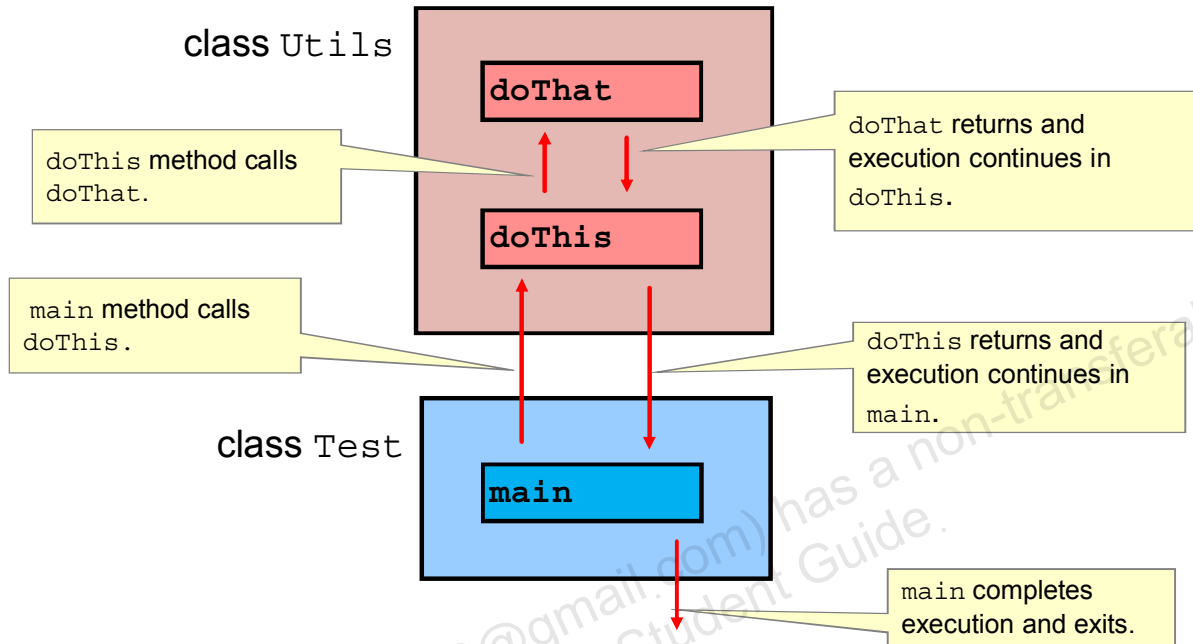 class Utils
doThat
doThis method calls
doThat.
doThat returns and
execution continues in
doThis.
doThis
main method calls
doThis.
doThis returns and
execution continues in
main.
class Test
main
main completes
execution and exits.
@gmail.com) has a non-transfera
Student Guide.